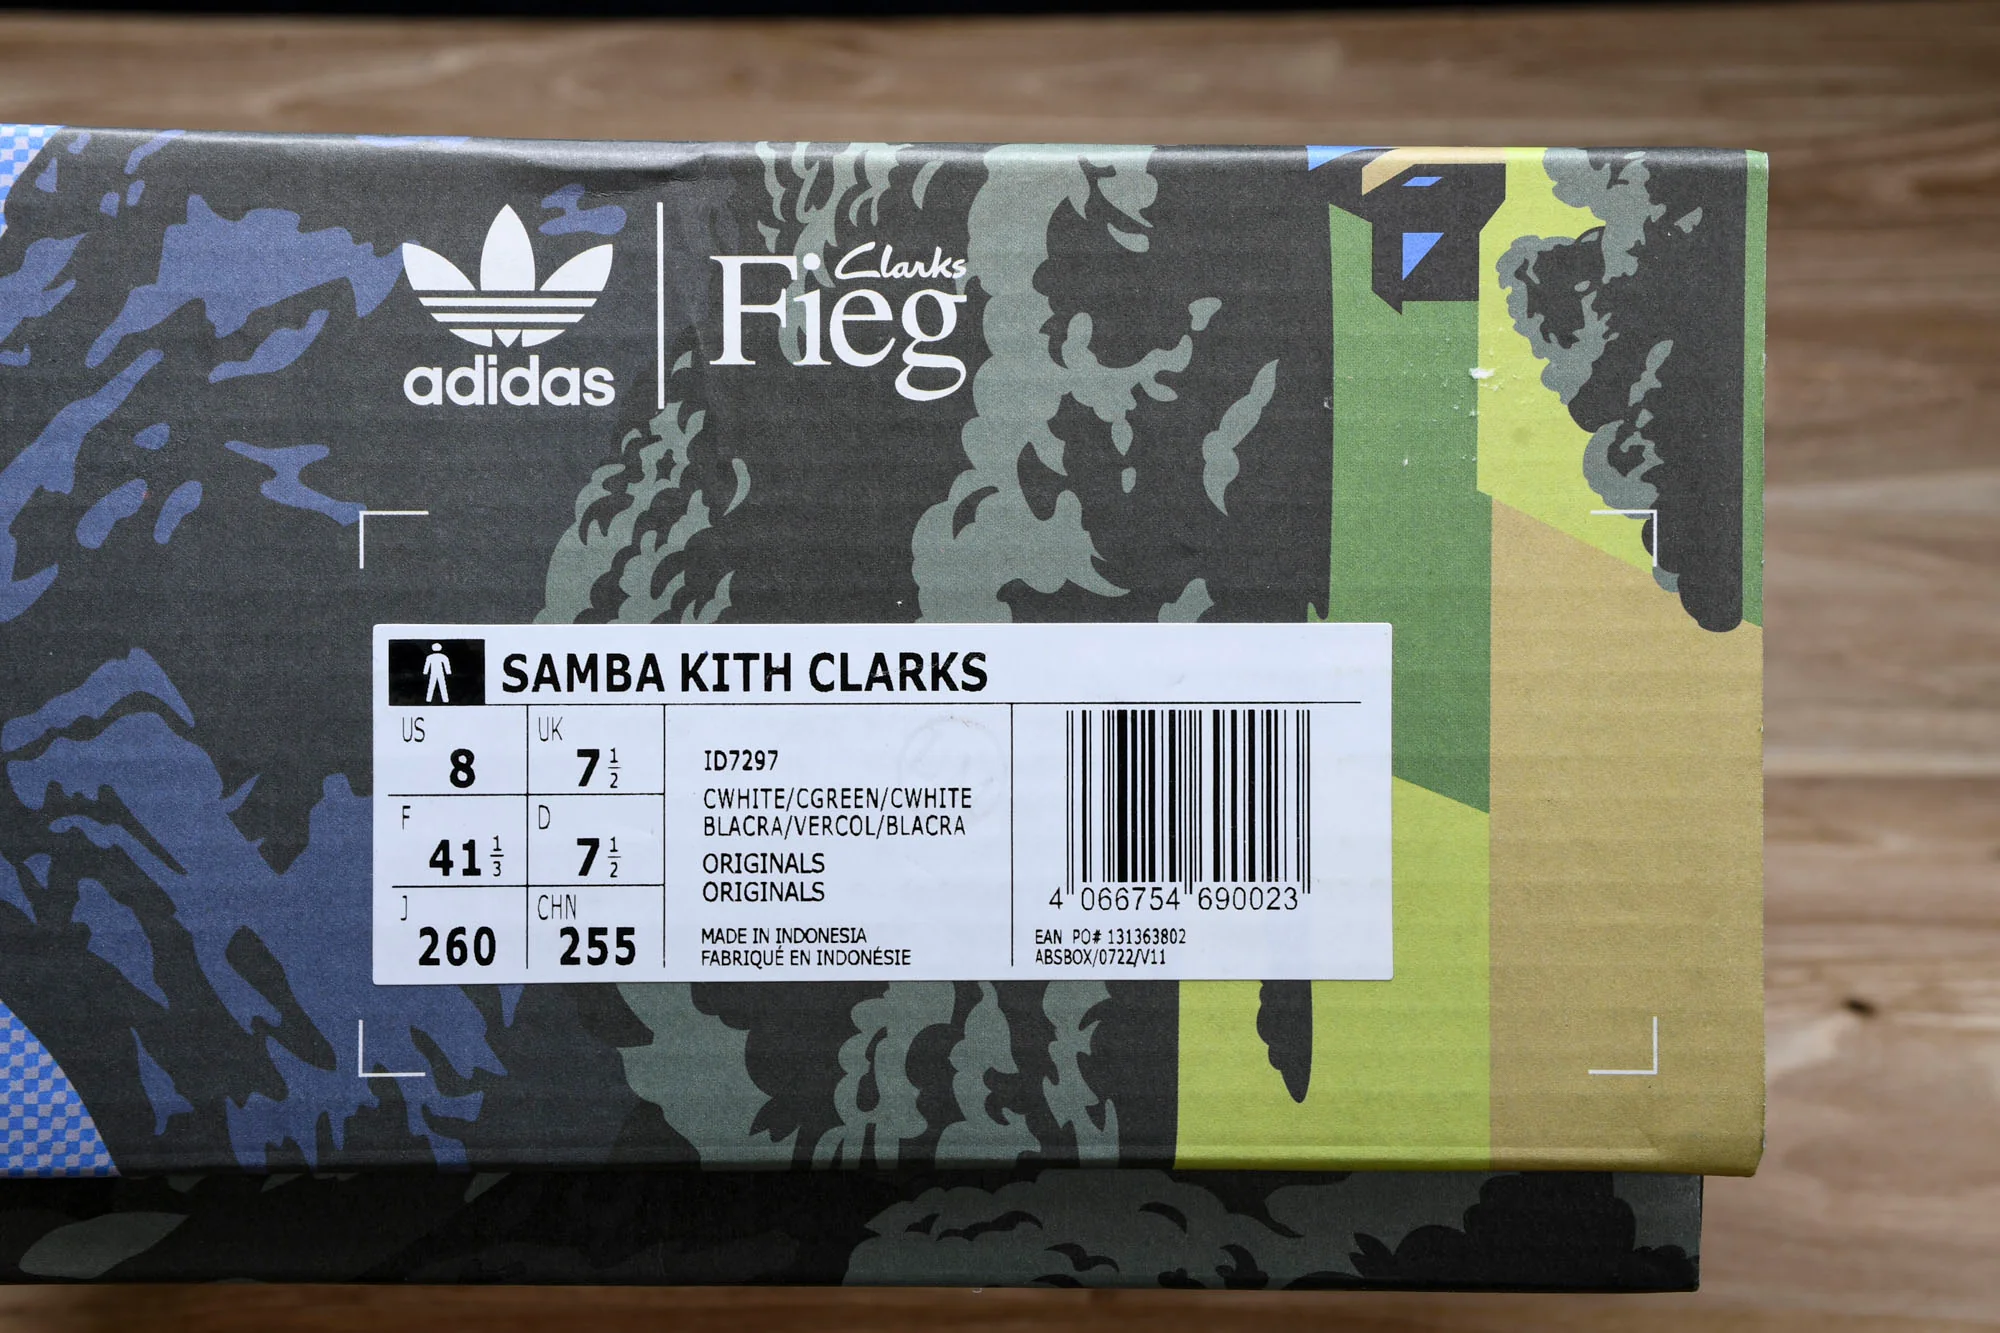 adidas
Clarks
Fieg
SAMBA KITH CLARKS
US
8
UK
7 1/2
F
41 1/3
D
7 1/2
J
260
CHN
255
ID7297
CWHITE/CGREEN/CWHITE
BLACRA/VERCOL/BLACRA
ORIGINALS
ORIGINALS
MADE IN INDONESIA
FABRIQUÉ EN INDONÉSIE
4 066754 690023
EAN PO# 131363802
ABSBOX/0722/V11